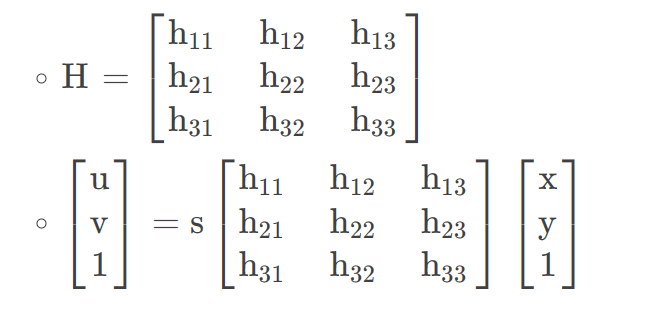 ◦ H = [h₁₁ h₁₂ h₁₃
h₂₁ h₂₂ h₂₃
h₃₁ h₃₂ h₃₃]
◦ [u v 1] = s [h₁₁ h₁₂ h₁₃
h₂₁ h₂₂ h₂₃
h₃₁ h₃₂ h₃₃] [x y 1]